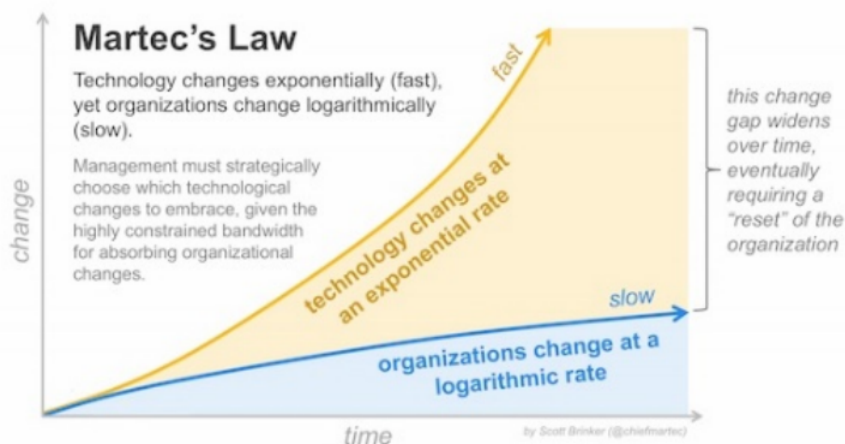 Martec's Law
Technology changes exponentially (fast),
yet organizations change logarithmically
(slow).
Management must strategically
choose which technological
changes to embrace, given the
highly constrained bandwidth
for absorbing organizational
changes.
change
fast
technology changes at
an exponential rate
this change
gap widens
over time,
eventually
requiring a
"reset" of the
organization
slow
organizations change at a
logarithmic rate
time
by Scott Brinker (@chiefmartec)